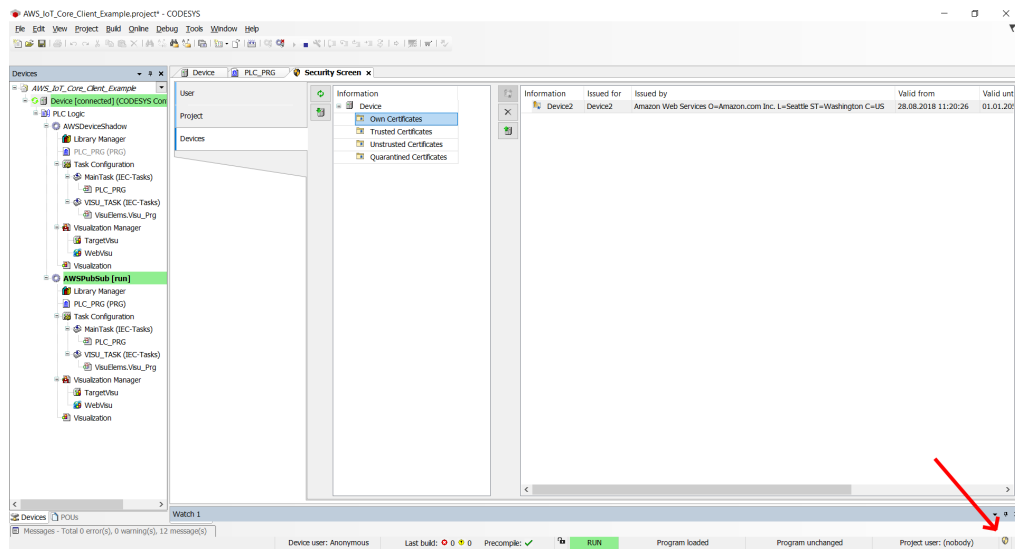 AWS_IoT_Core_Client_Example.project* - CODESYS
File Edit View Project Build Online Debug Tools Window Help
Devices
Device PLC_PRG Security Screen
AWS_IoT_Core_Client_Example
Device [connected] (CODESYS Con
PLC Logic
AWSDeviceShadow
Library Manager
PLC_PRG (PRG)
Task Configuration
MainTask (IEC-Tasks)
PLC_PRG
VISU_TASK (IEC-Tasks)
VisuElems.Visu_Prg
Visualization Manager
TargetVisu
WebVisu
Visualization
AWSPubSub [run]
Library Manager
PLC_PRG (PRG)
Task Configuration
MainTask (IEC-Tasks)
PLC_PRG
VISU_TASK (IEC-Tasks)
VisuElems.Visu_Prg
Visualization Manager
TargetVisu
WebVisu
Visualization
User
Project
Devices
Information
Device
Own Certificates
Trusted Certificates
Unstrusted Certificates
Quarantined Certificates
Information Issued for Issued by Valid from Valid unt
Device2 Device2 Amazon Web Services O=Amazon.com Inc. L=Seattle ST=Washington C=US 28.08.2018 11:20:26 01.01.205
Devices POUs
Watch 1
Messages - Total 0 error(s), 0 warning(s), 12 message(s)
Device user: Anonymous Last build: 0 0 Precompile: RUN Program loaded Program unchanged Project user: (nobody)